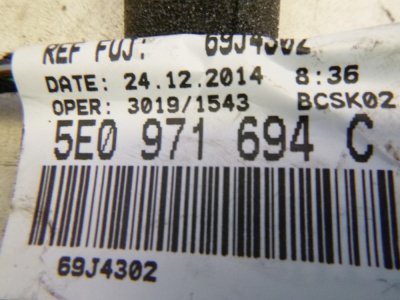 REF FUJ: 69J4302
DATE: 24.12.2014 8:36
OPER: 3019/1543 BCSK02
5E0 971 694 C
69J4302